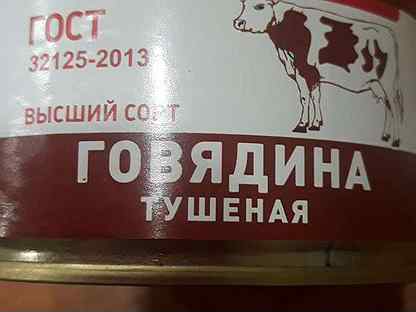 ГОСТ
32125-2013
ВЫСШИЙ СОРТ
ГОВЯДИНА
ТУШЕНАЯ